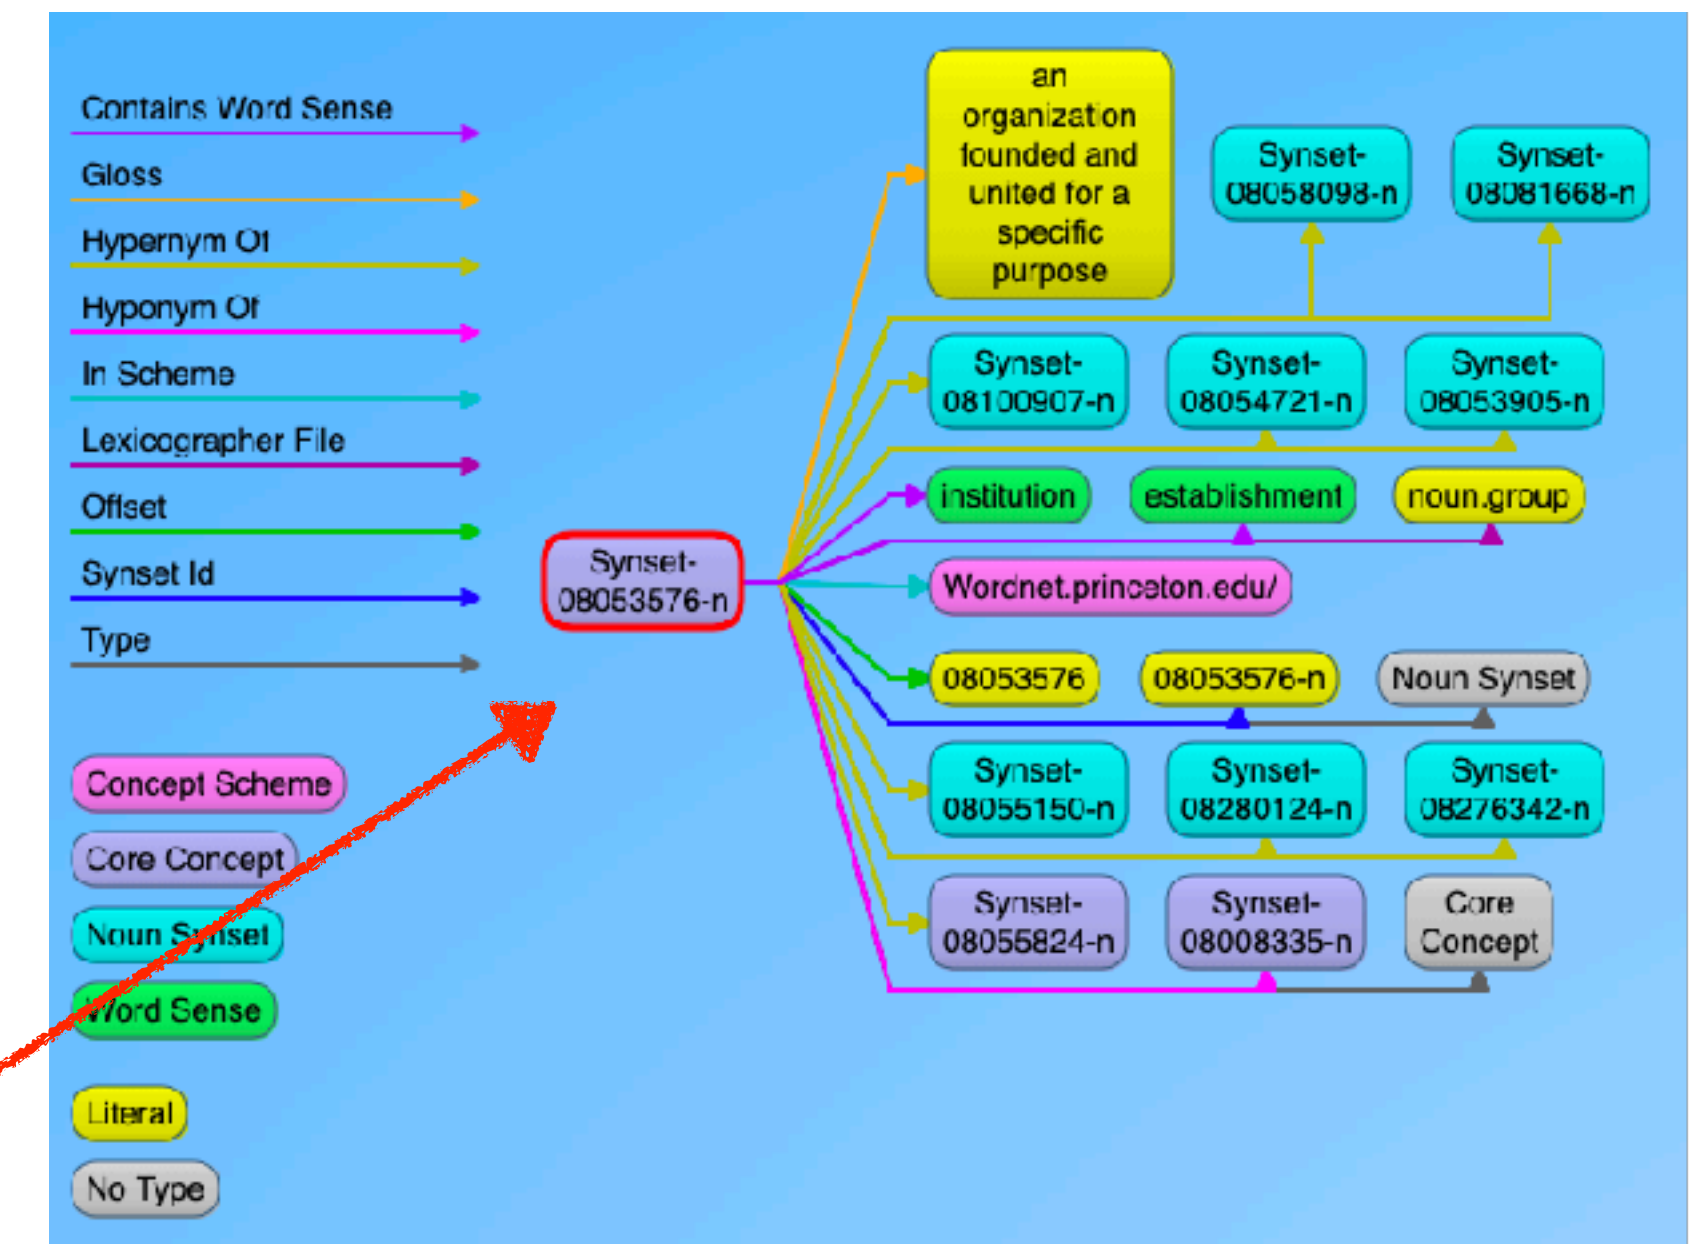 Contains Word Sense
Gloss
Hypernym Of
Hyponym Of
In Scheme
Lexicographer File
Offset
Synset Id
Type
Concept Scheme
Core Concept
Noun Synset
Word Sense
Literal
No Type
Synset-
08053576-n
an
organization
founded and
united for a
specific
purpose
Synset-
08058098-n
Synset-
08081668-n
Synset-
08100907-n
Synset-
08054721-n
Synset-
08053905-n
institution
establishment
noun.group
Wordnet.princeton.edu/
08053576
08053576-n
Noun Synset
Synset-
08055150-n
Synset-
08280124-n
Synset-
08276342-n
Synset-
08055824-n
Synset-
08008335-n
Core
Concept